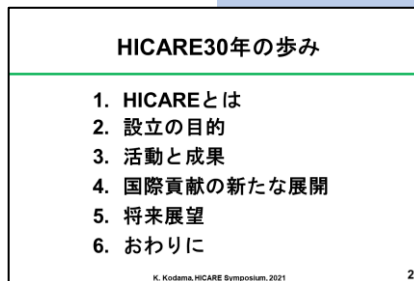 HICARE30年の歩み
1. HICAREとは
2. 設立の目的
3. 活動と成果
4. 国際貢献の新たな展開
5. 将来展望
6. おわりに
K. Kodama, HICARE Symposium, 2021
2